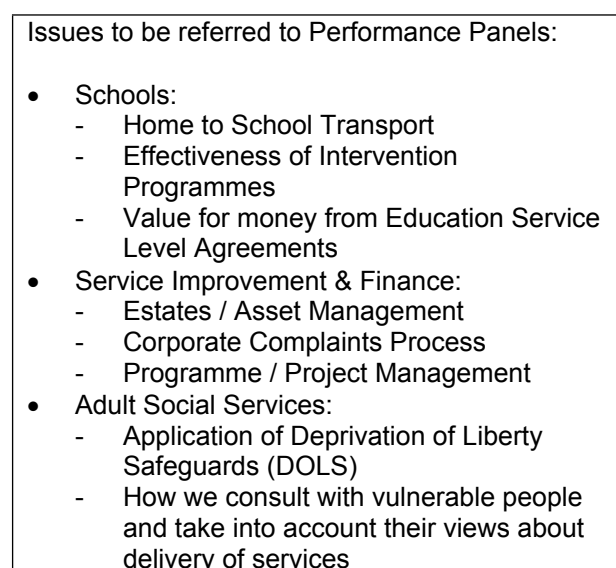 Issues to be referred to Performance Panels:
• Schools:
- Home to School Transport
- Effectiveness of Intervention
Programmes
- Value for money from Education Service
Level Agreements
• Service Improvement & Finance:
- Estates / Asset Management
- Corporate Complaints Process
- Programme / Project Management
• Adult Social Services:
- Application of Deprivation of Liberty
Safeguards (DOLS)
- How we consult with vulnerable people
and take into account their views about
delivery of services